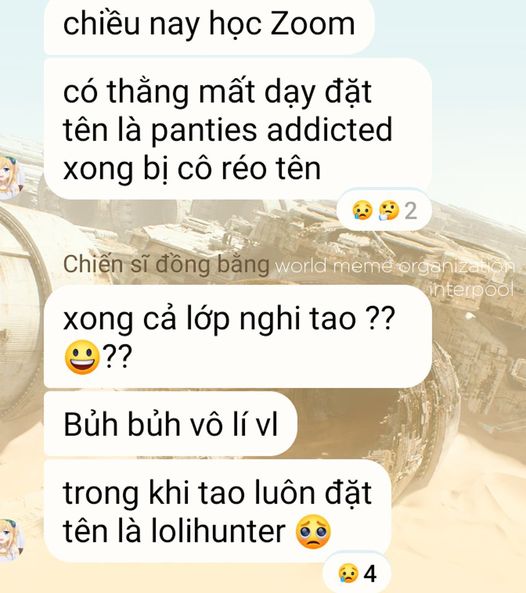 chiều nay học Zoom
có thằng mất dạy đặt
tên là panties addicted
xong bị cô réo tên
2
Chiến sĩ đồng bằng
world meme organization
interpol
xong cả lớp nghi tao ??
😀??
Bủh bủh vô lí vl
trong khi tao luôn đặt
tên là lolihunter 🥺
4